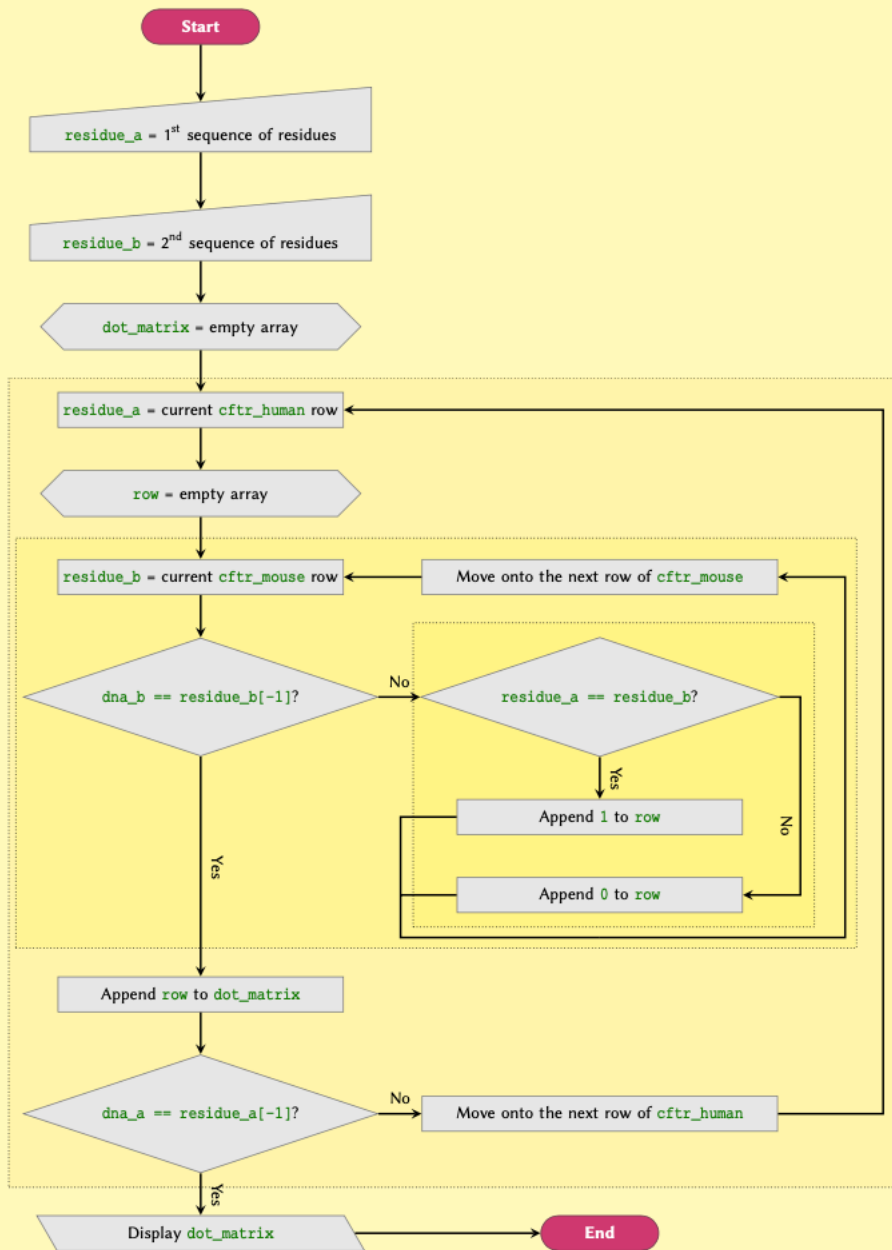 Start
residue_a = 1st sequence of residues
residue_b = 2nd sequence of residues
dot_matrix = empty array
residue_a = current cftr_human row
row = empty array
residue_b = current cftr_mouse row
Move onto the next row of cftr_mouse
dna_b == residue_b[-1]?
No
residue_a == residue_b?
Yes
Append 1 to row
No
Yes
Append 0 to row
Append row to dot_matrix
dna_a == residue_a[-1]?
No
Move onto the next row of cftr_human
Yes
Display dot_matrix
End